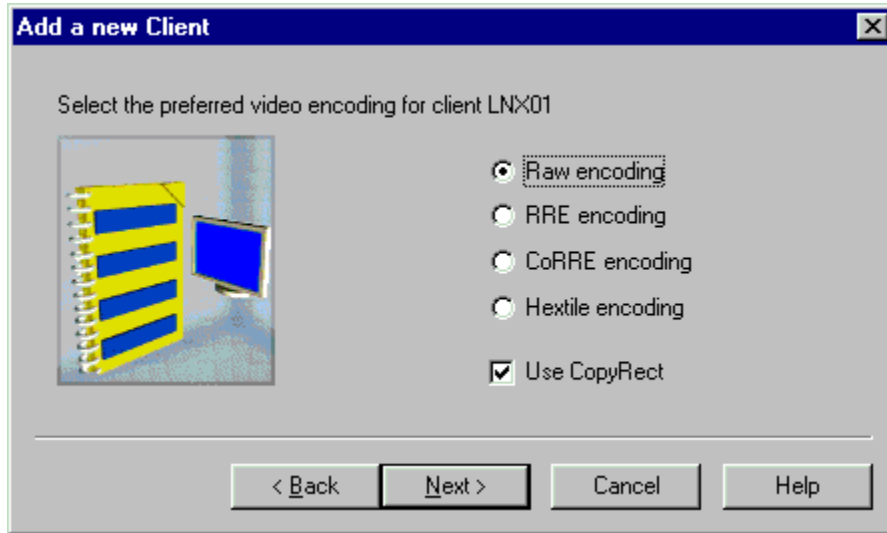 Add a new Client
Select the preferred video encoding for client LNX01
Raw encoding
RRE encoding
CoRRE encoding
Hextile encoding
Use CopyRect
< Back
Next >
Cancel
Help